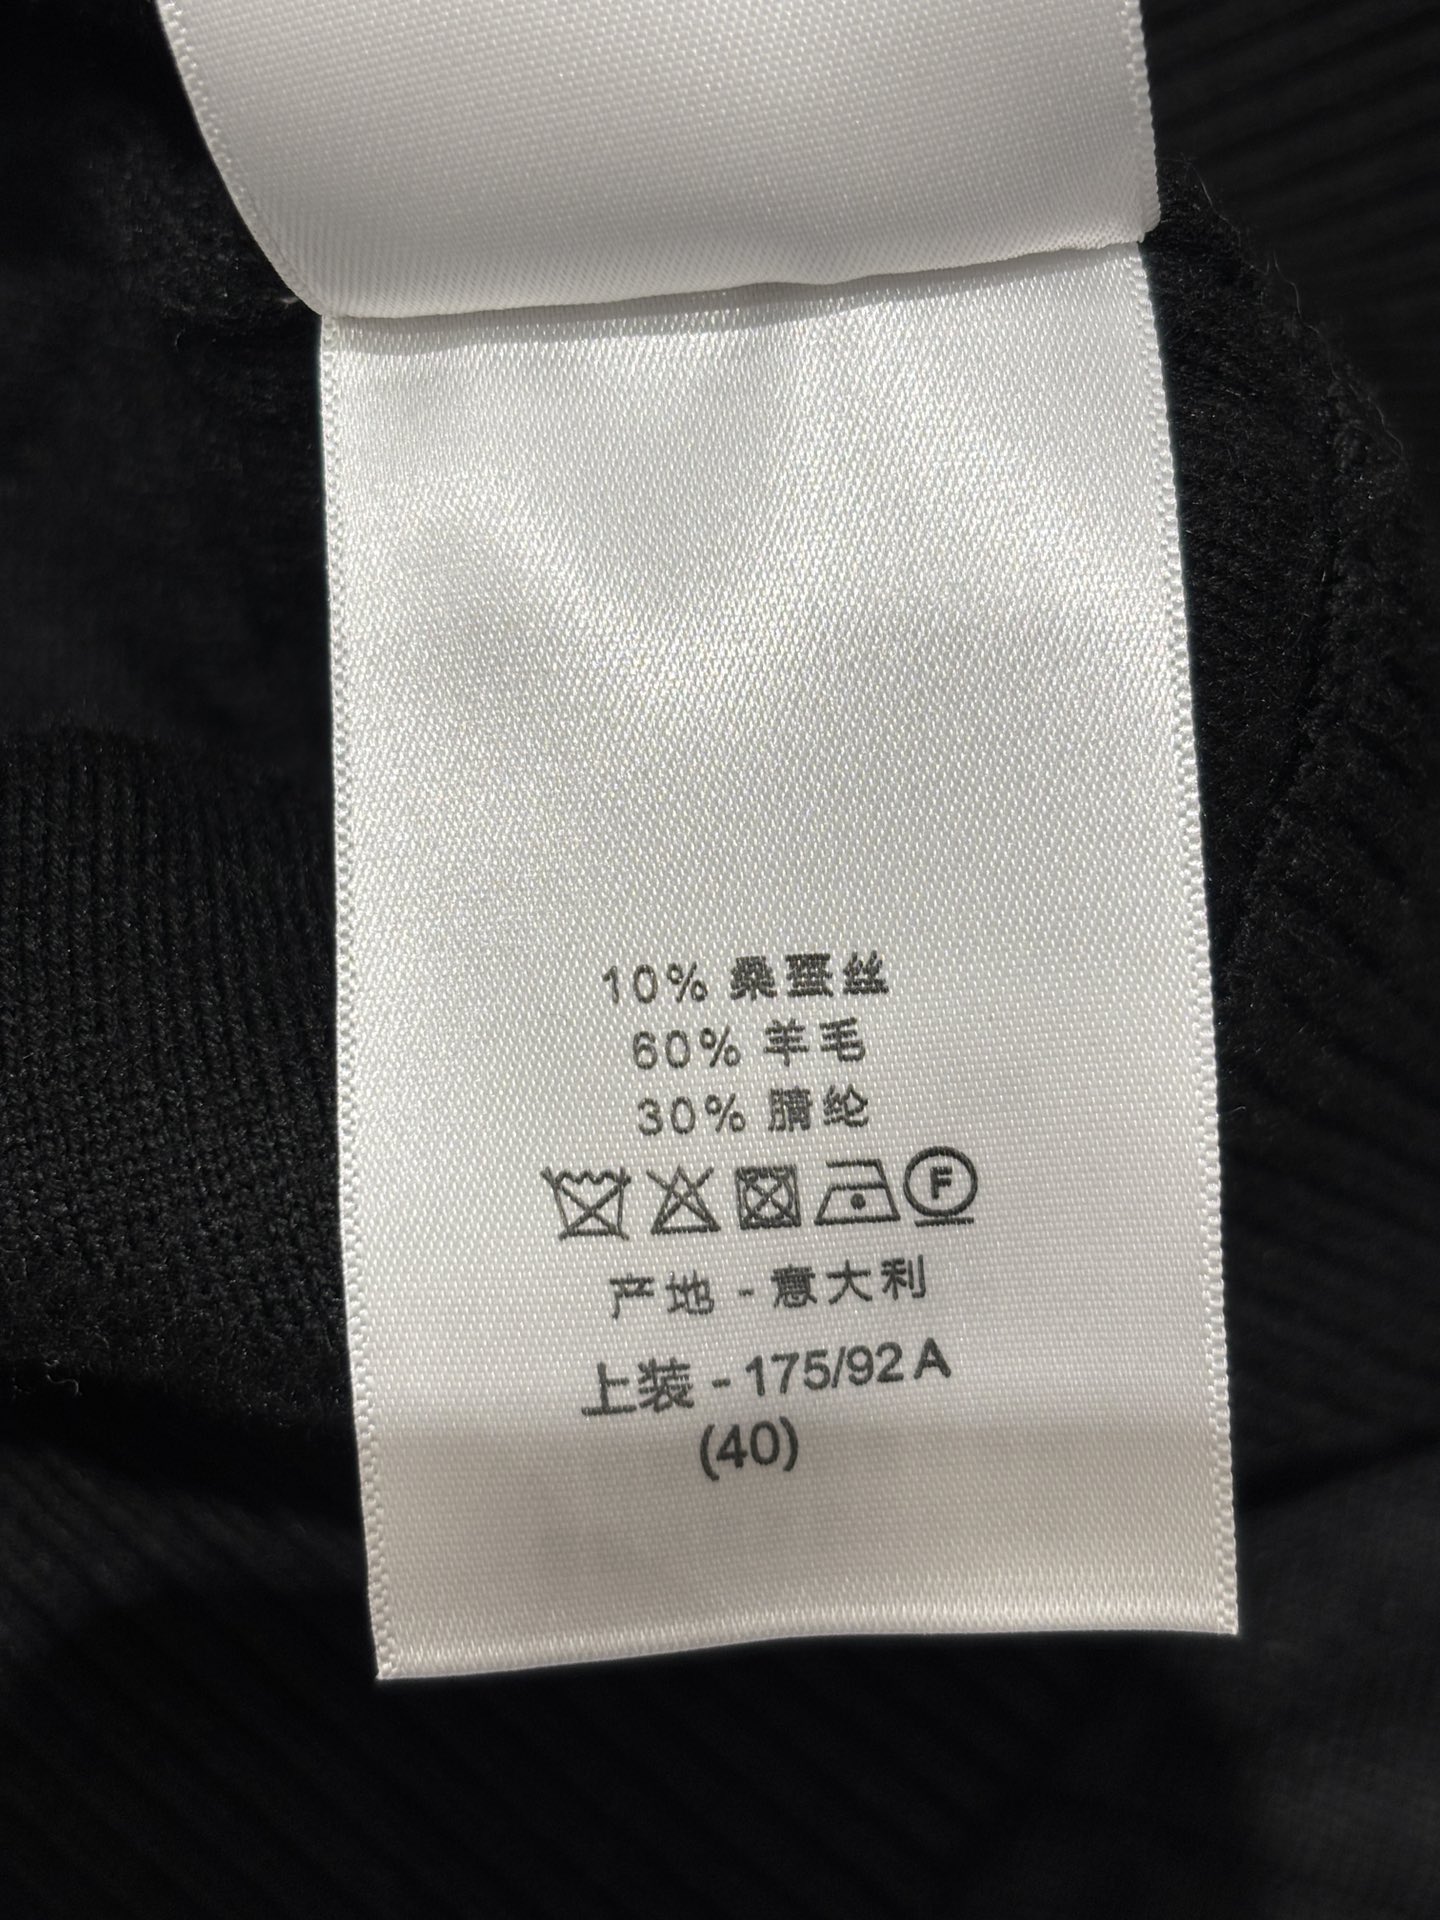 10% 桑蚕丝
60% 羊毛
30% 腈纶
F
产地 - 意大利
上装 - 175/92 A
(40)